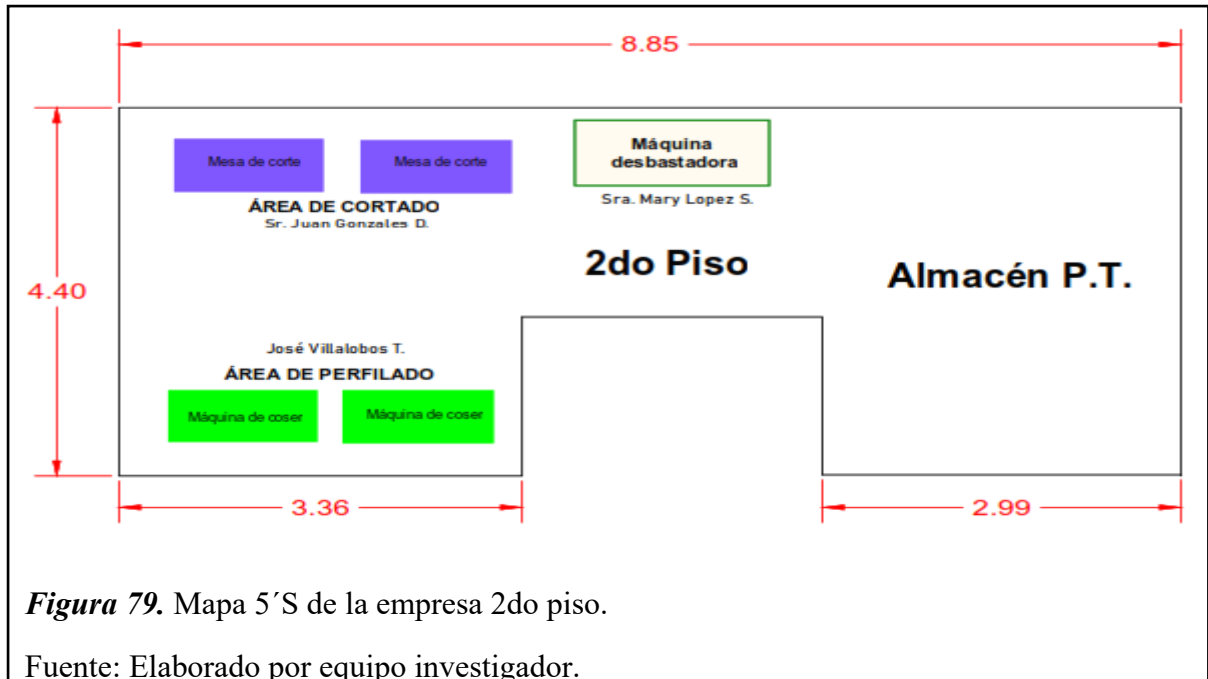 8.85
Mesa de corte
Mesa de corte
Máquina
desbastadora
ÁREA DE CORTADO
Sr. Juan Gonzales D.
Sra. Mary Lopez S.
2do Piso
Almacén P.T.
4.40
José Villalobos T.
ÁREA DE PERFILADO
Máquina de coser
Máquina de coser
3.36
2.99
Figura 79. Mapa 5´S de la empresa 2do piso.
Fuente: Elaborado por equipo investigador.